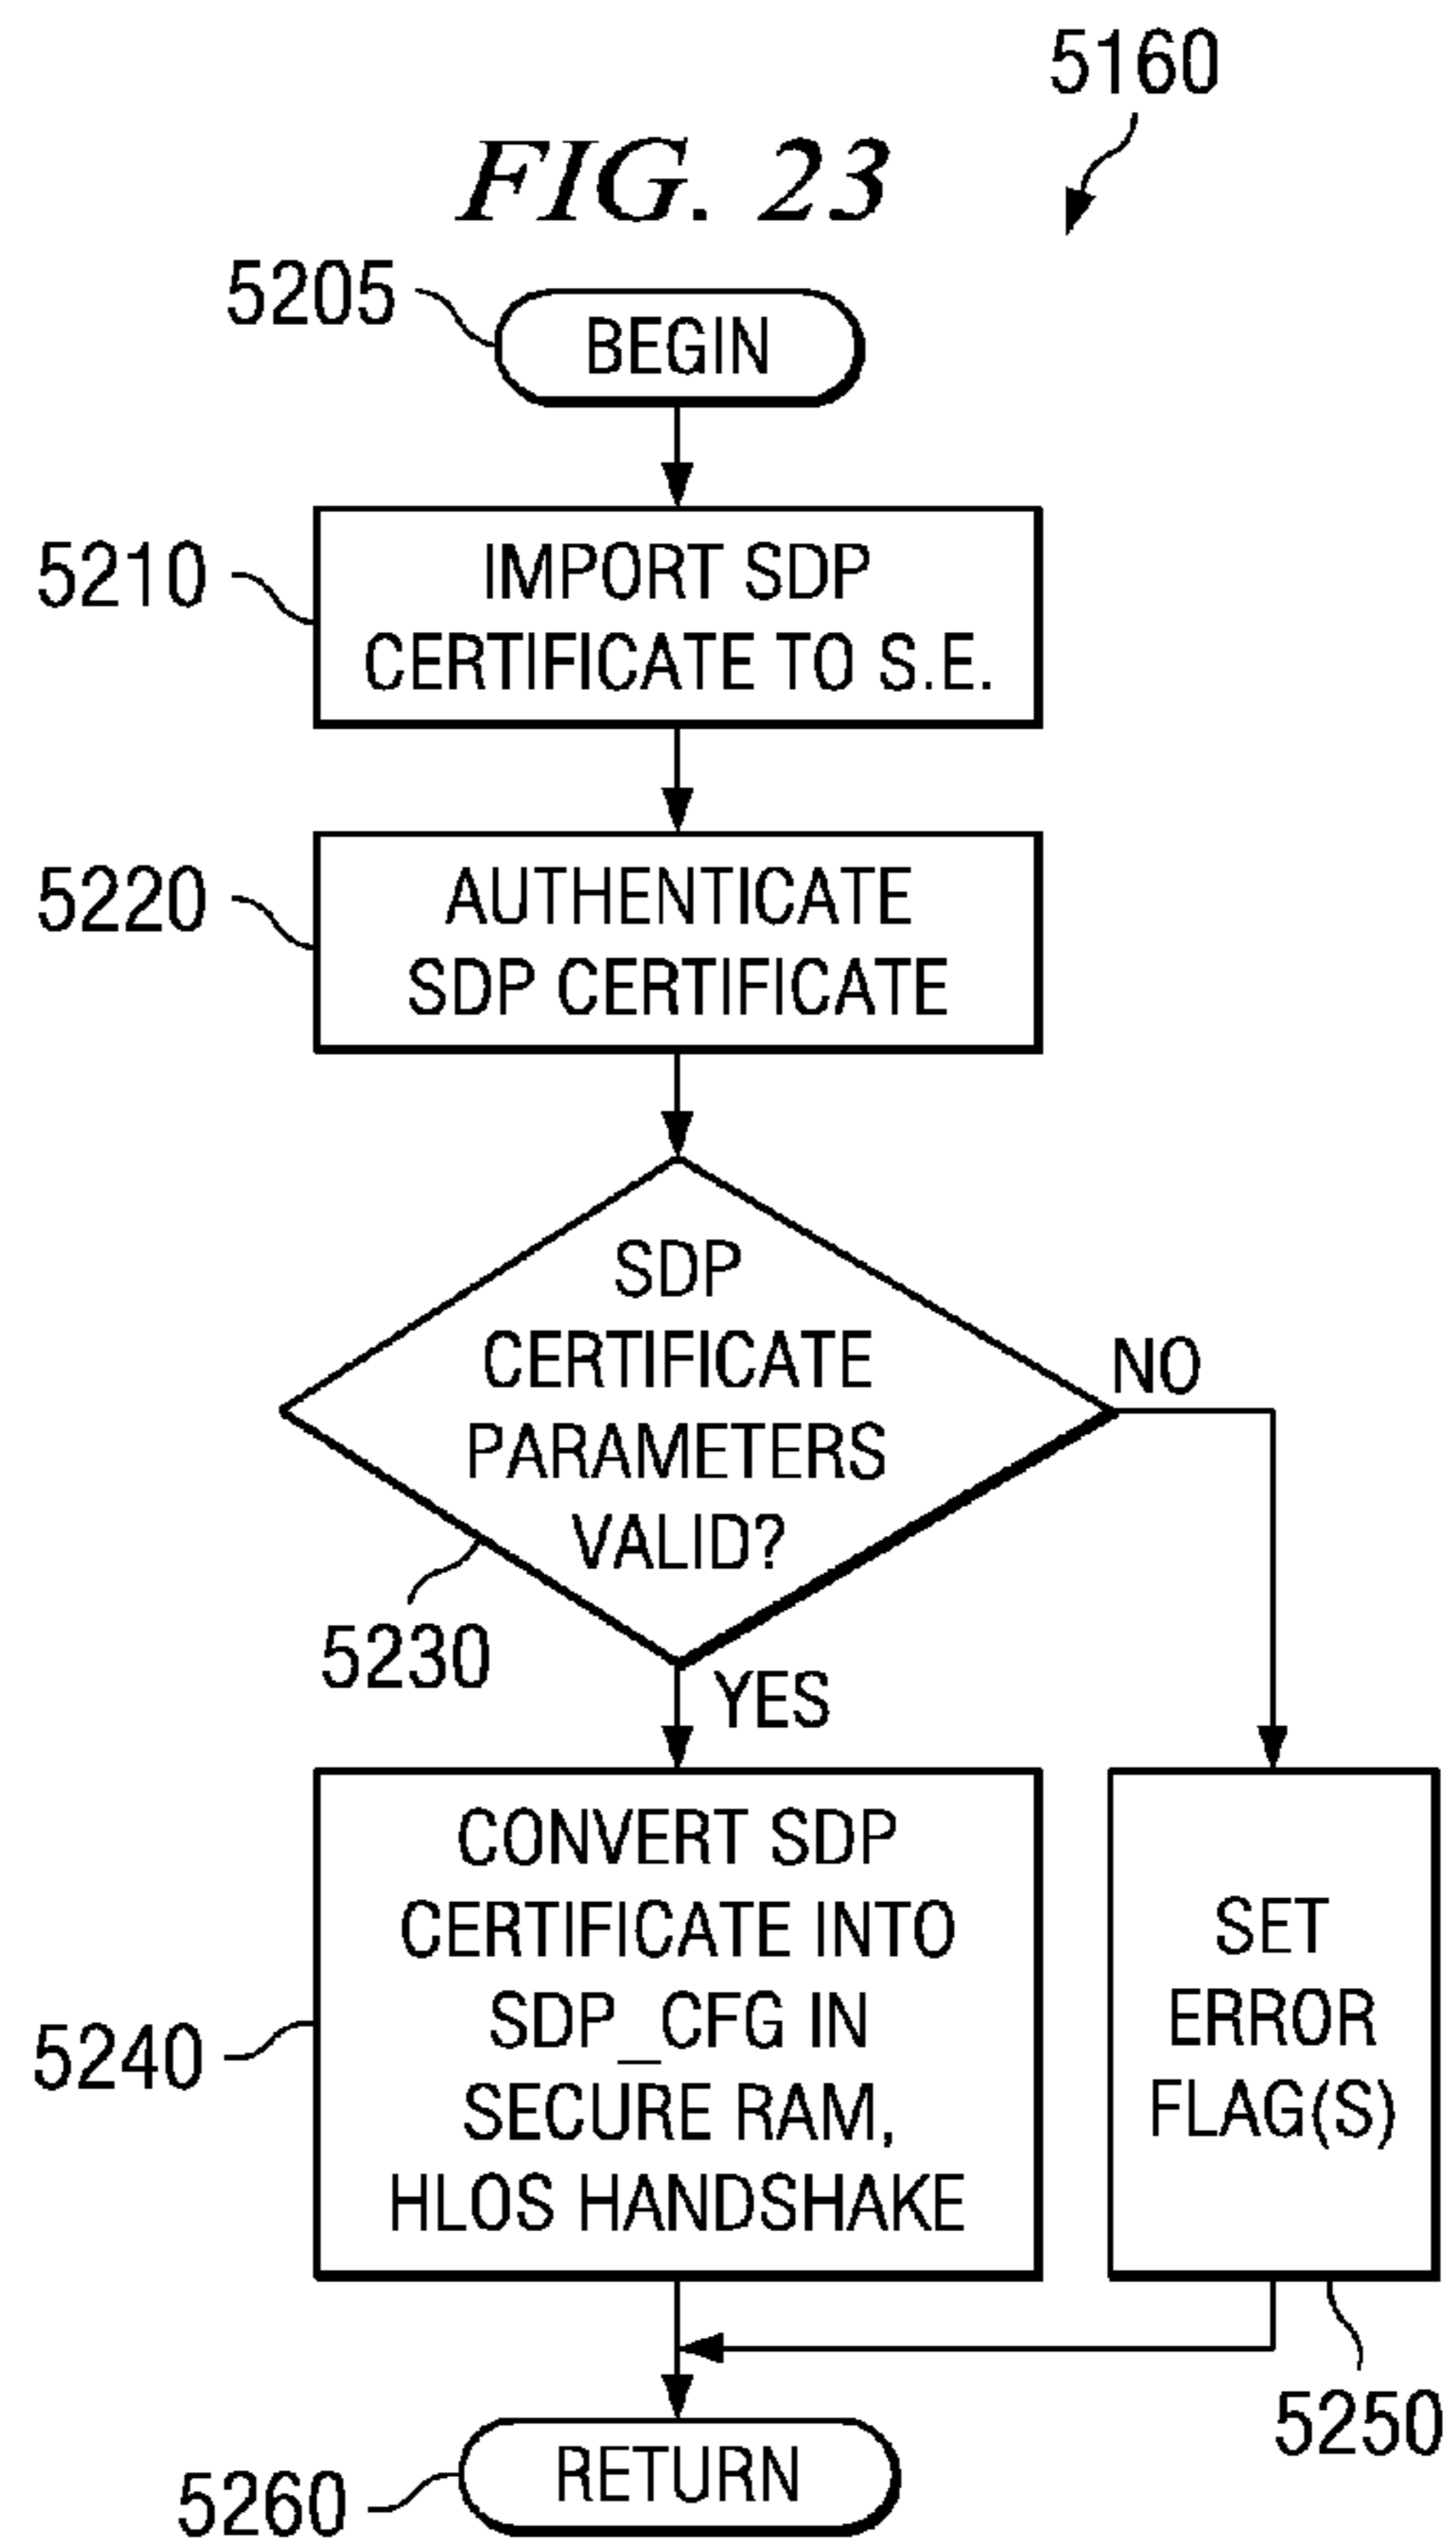 5160
FIG. 23
5205
BEGIN
5210
IMPORT SDP
CERTIFICATE TO S.E.
5220
AUTHENTICATE
SDP CERTIFICATE
SDP
CERTIFICATE
PARAMETERS
VALID?
NO
5230
YES
5240
CONVERT SDP
CERTIFICATE INTO
SDP_CFG IN
SECURE RAM,
HLOS HANDSHAKE
SET
ERROR
FLAG(S)
5250
5260
RETURN